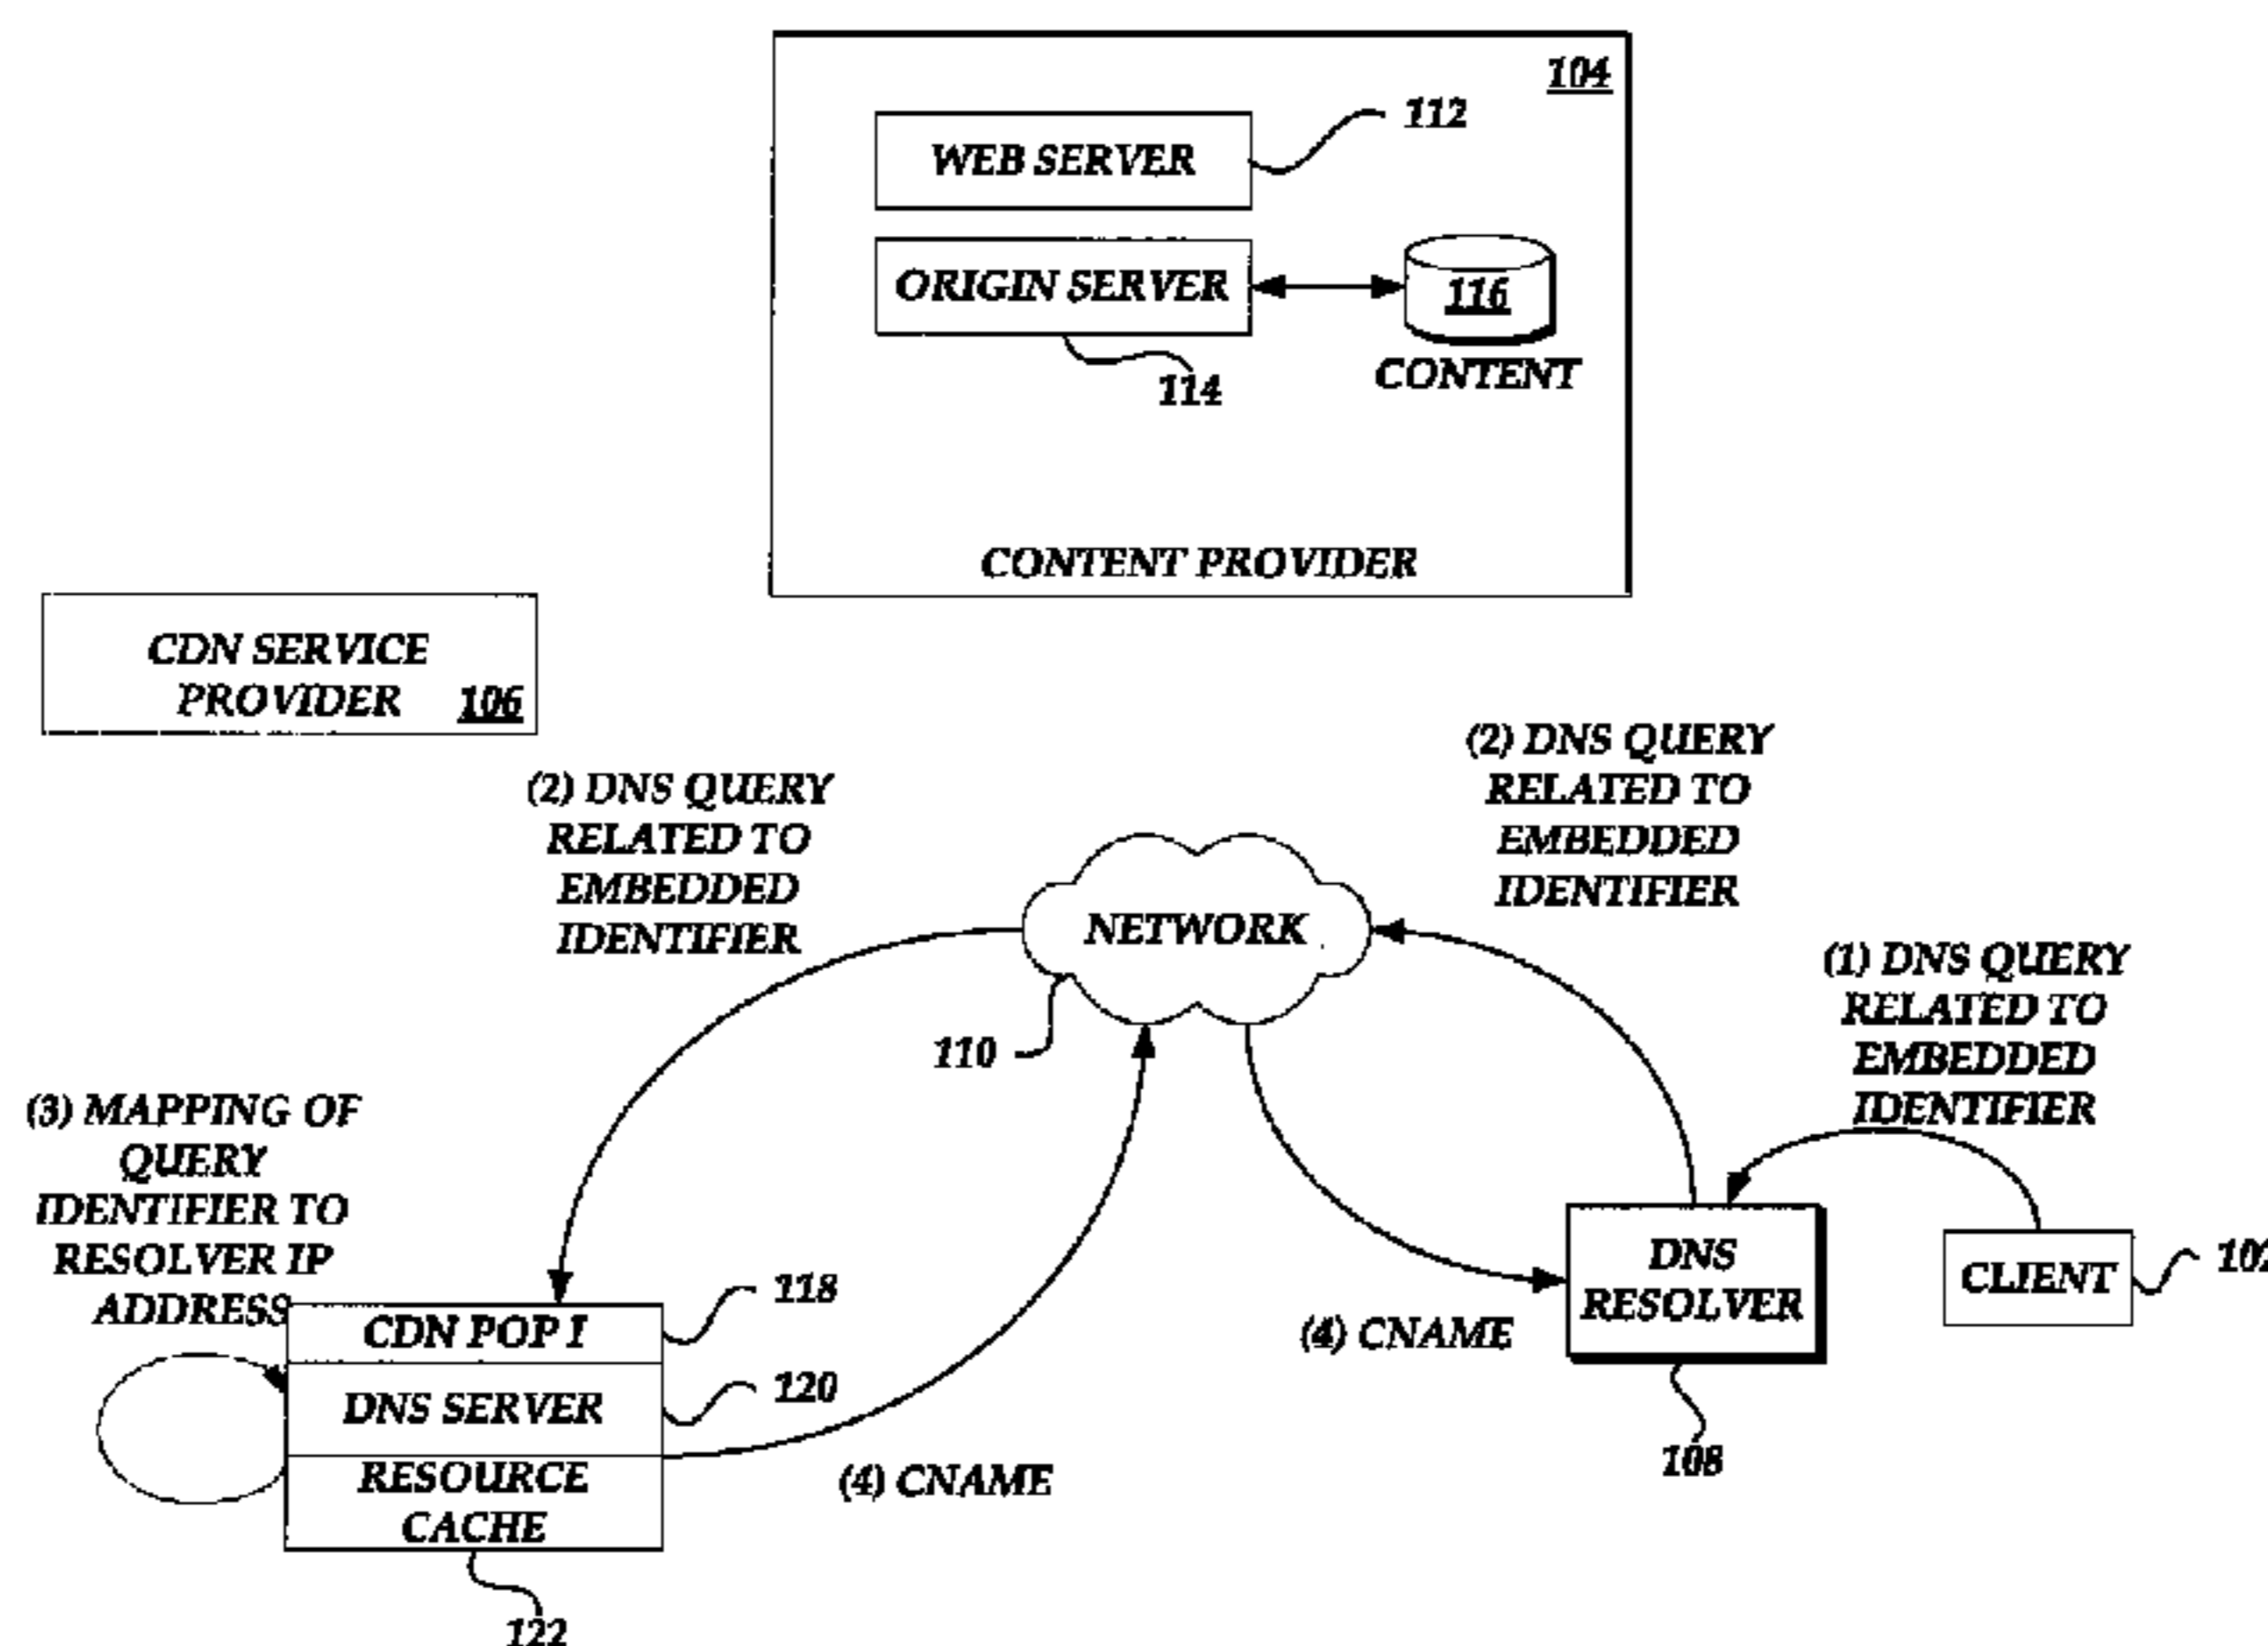 104
WEB SERVER
112
ORIGIN SERVER
116
CONTENT
114
CONTENT PROVIDER
CDN SERVICE
PROVIDER 106
(2) DNS QUERY
RELATED TO
EMBEDDED
IDENTIFIER
(2) DNS QUERY
RELATED TO
EMBEDDED
IDENTIFIER
NETWORK
110
(1) DNS QUERY
RELATED TO
EMBEDDED
IDENTIFIER
(3) MAPPING OF
QUERY
IDENTIFIER TO
RESOLVER IP
ADDRESS
CDN POP I
118
DNS SERVER
120
RESOURCE
CACHE
122
(4) CNAME
(4) CNAME
DNS
RESOLVER
108
CLIENT